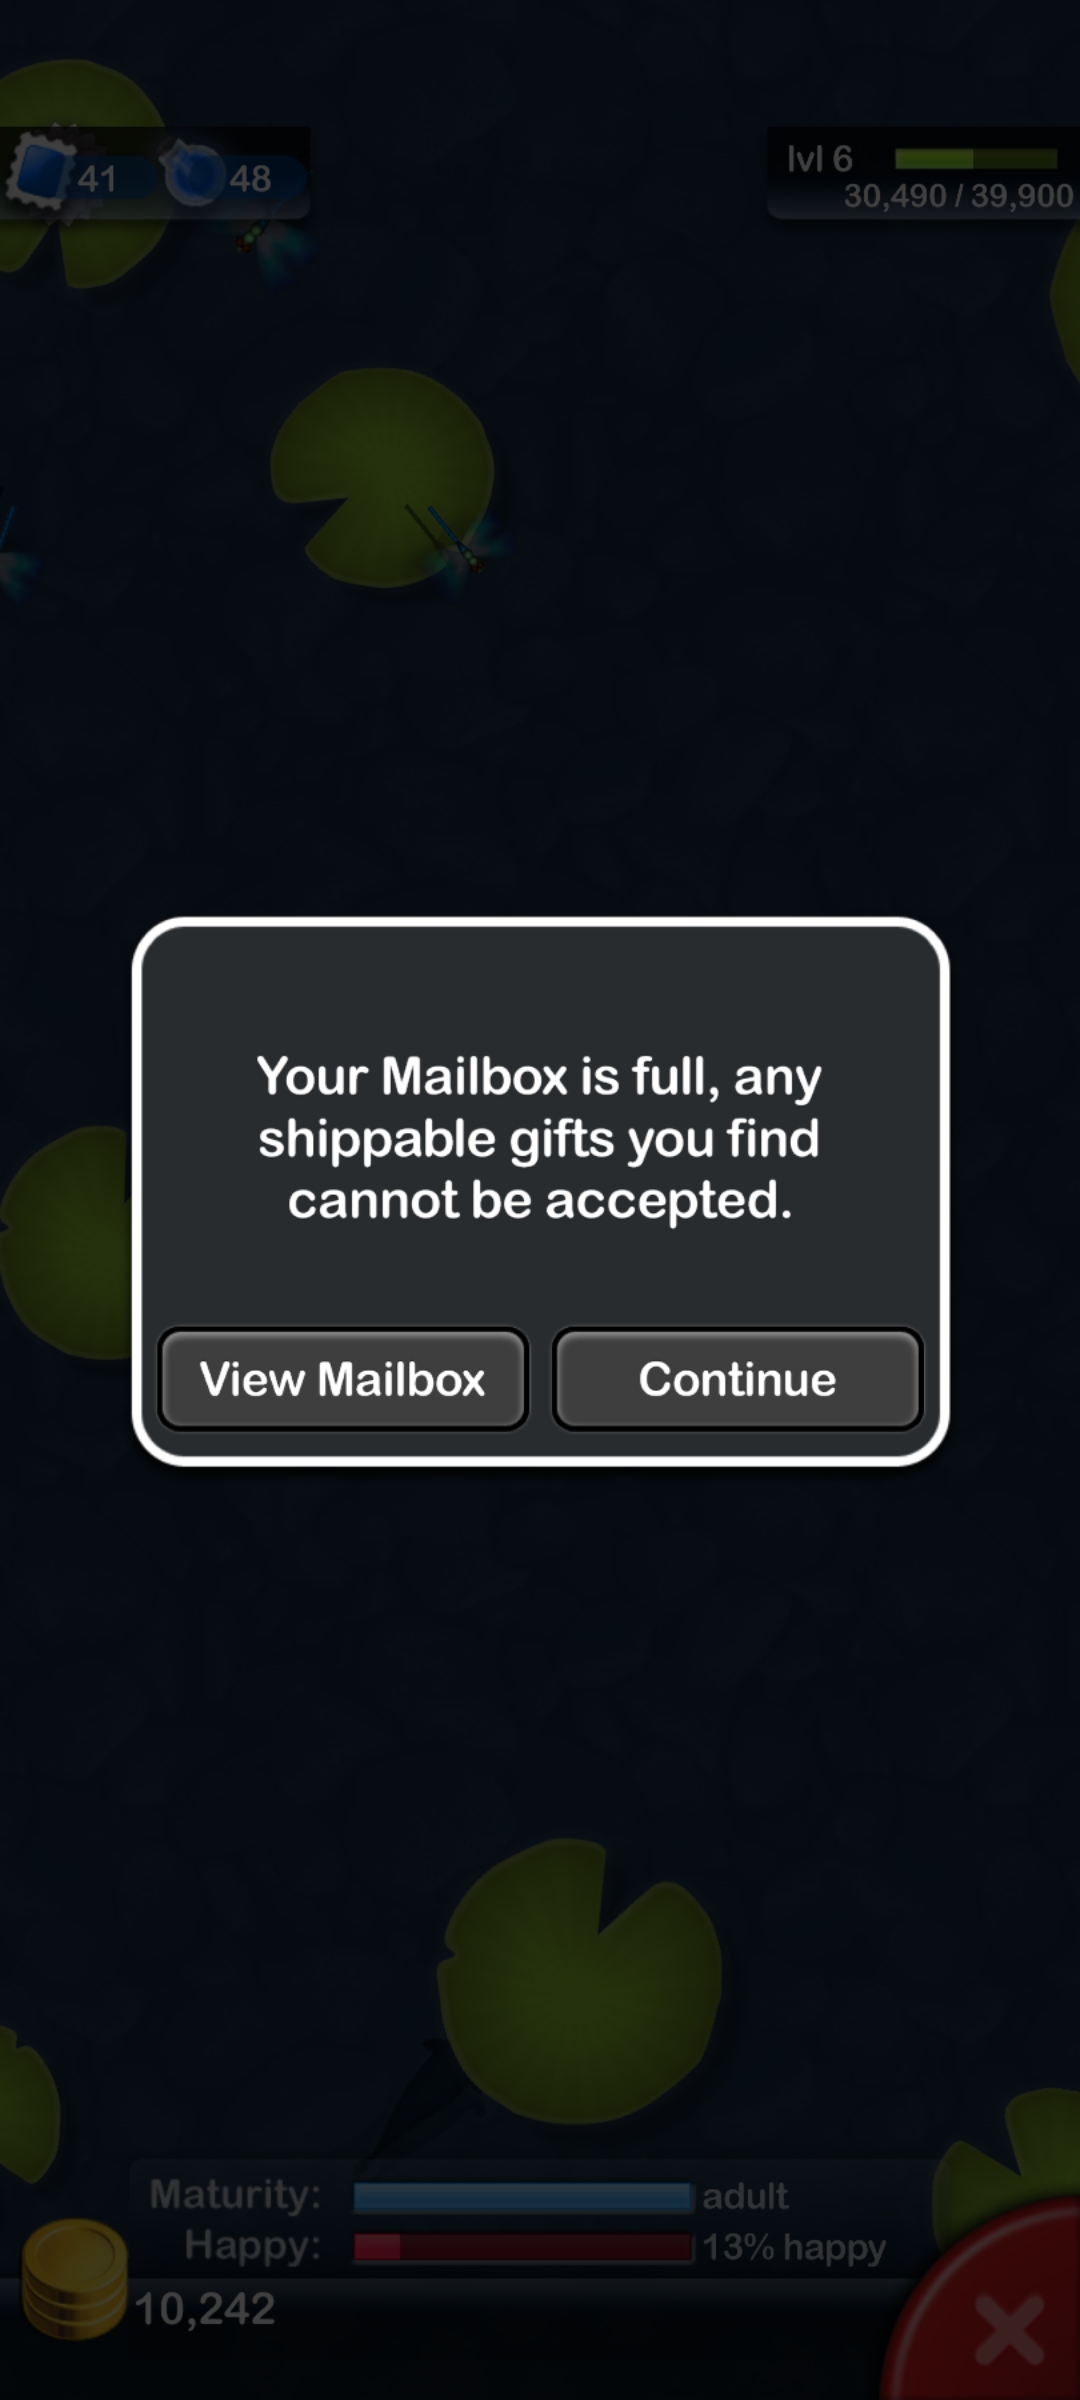 41 48
lvl 6
30,490 / 39,900
Your Mailbox is full, any
shippable gifts you find
cannot be accepted.
View Mailbox Continue
Maturity: adult
Happy: 13% happy
10,242